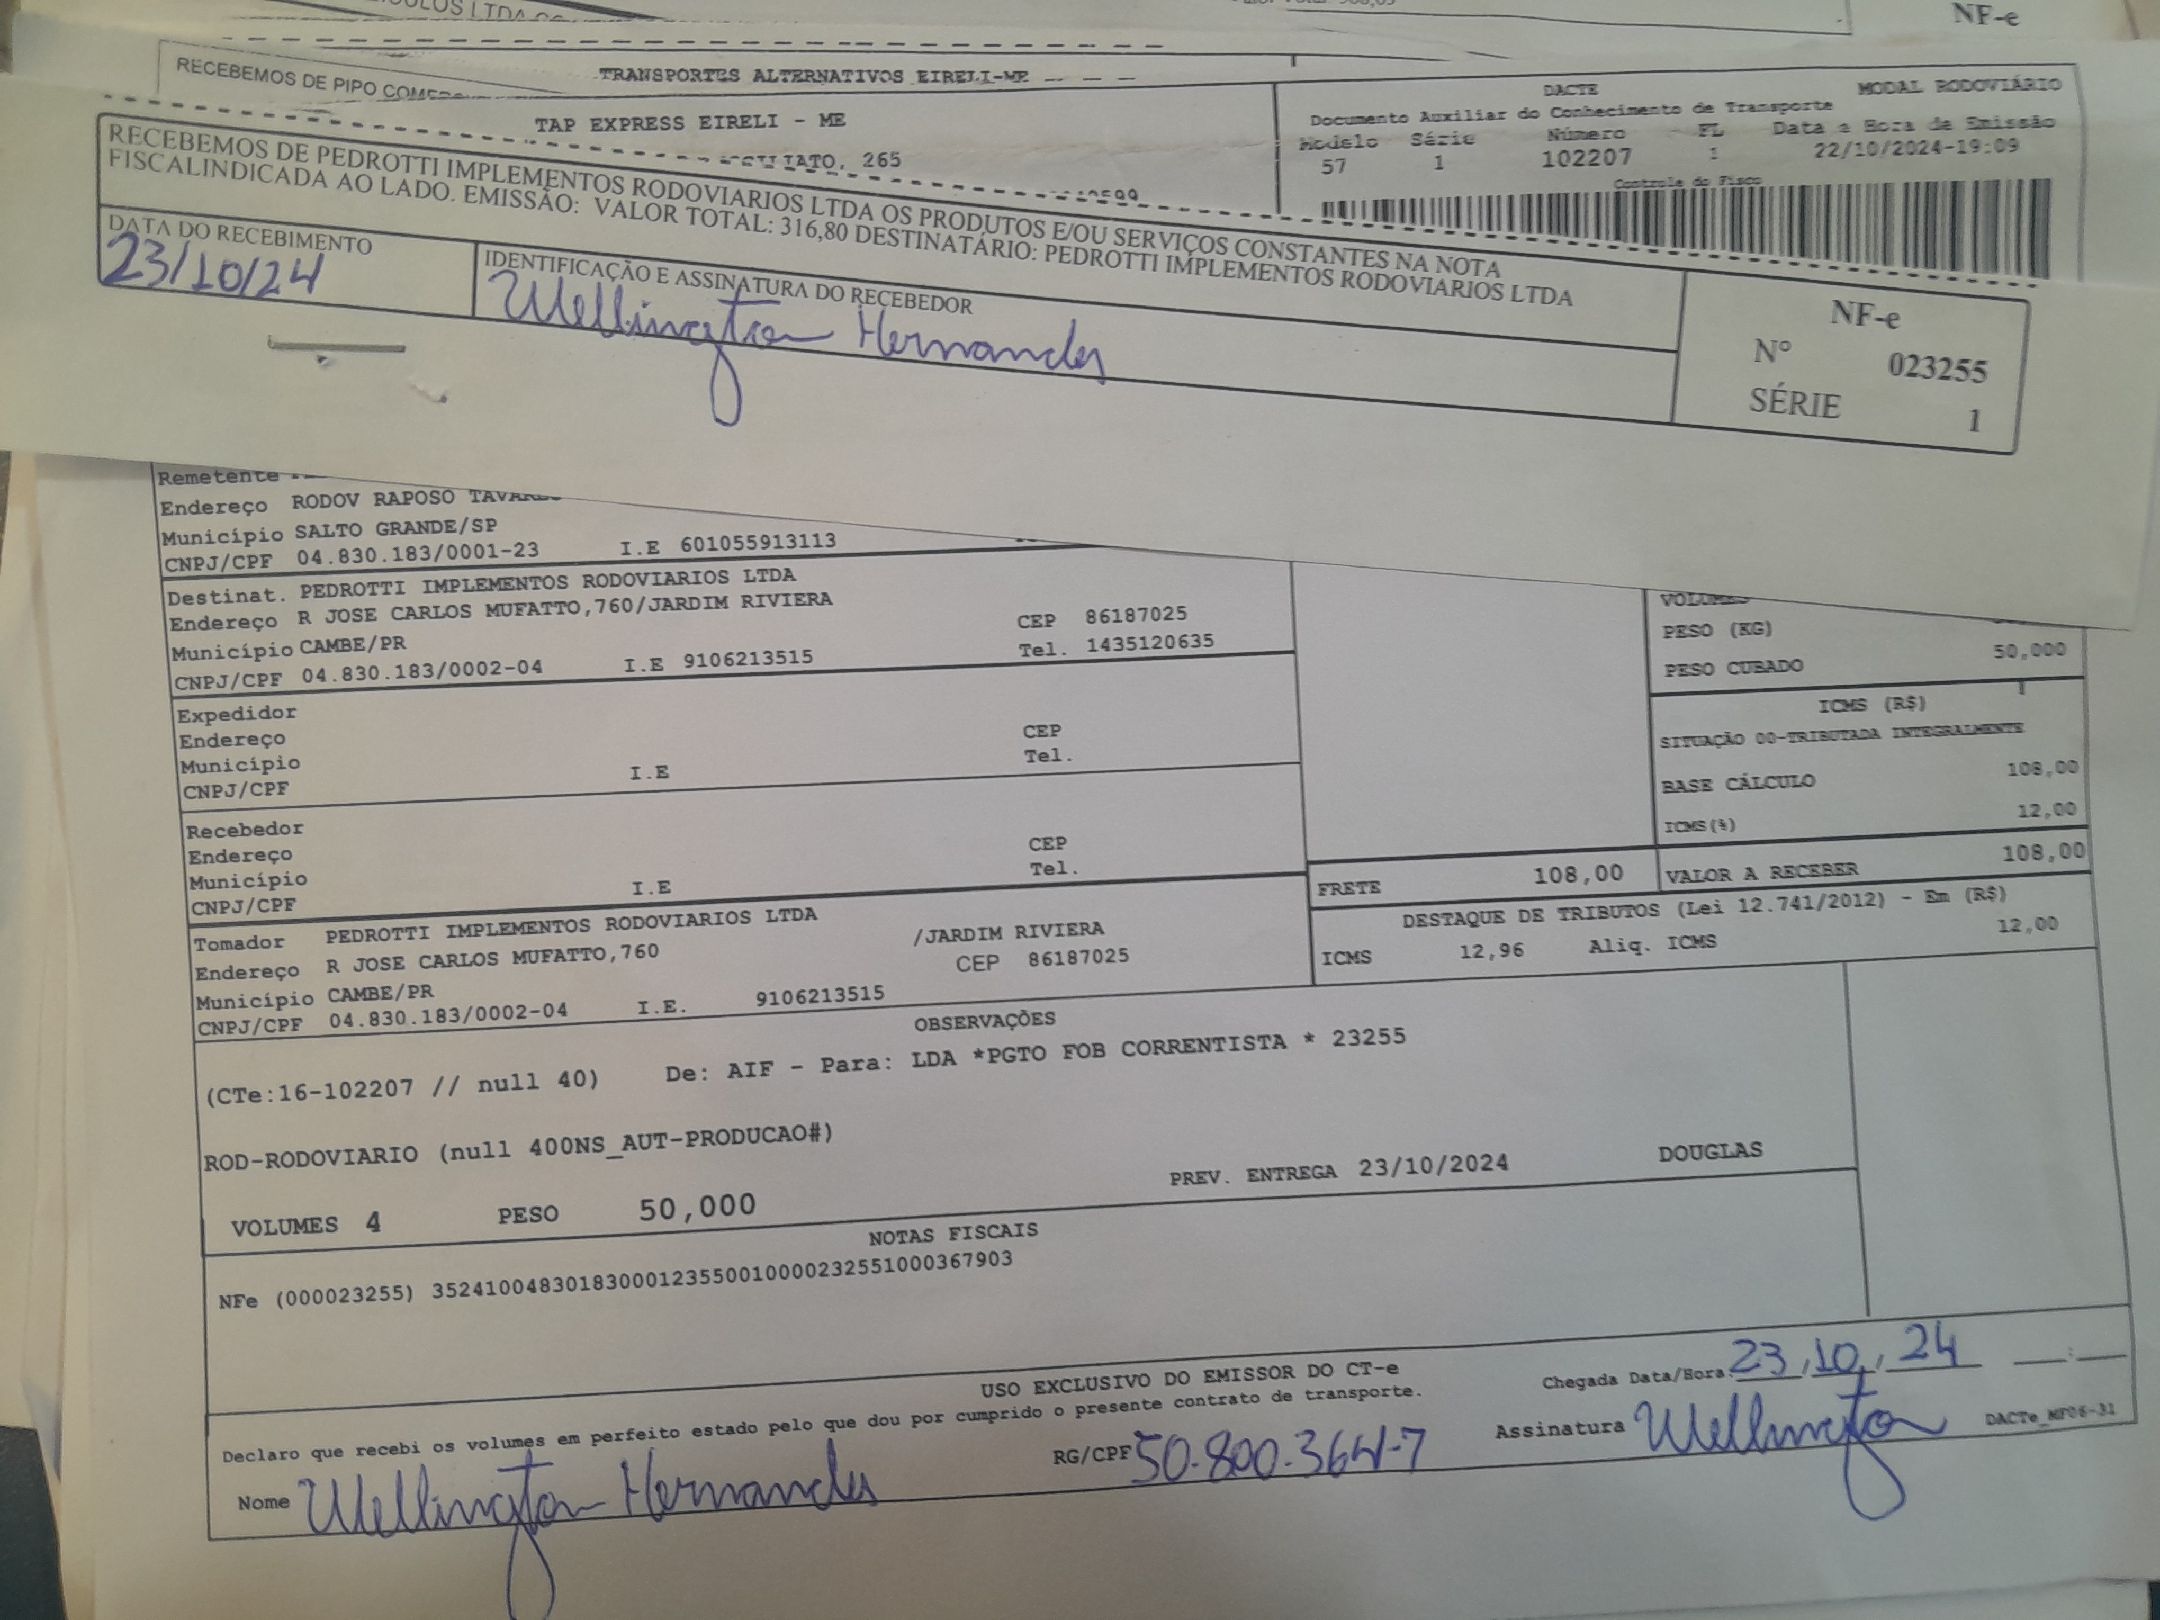 NF-e
RECEBEMOS DE PIPO
TRANSPORTES ALTERNATIVOS EIRELI-ME
TAP EXPRESS EIRELI - ME
265
DACTE
MODAL RODOVIÁRIO
Documento Auxiliar do Conhecimento de Transporte
Modelo Série Número FL Data e Hora de Emissão
57 1 102207 1 22/10/2024-19:09
Controle do Fisco
RECEBEMOS DE PEDROTTI IMPLEMENTOS RODOVIARIOS LTDA OS PRODUTOS E/OU SERVIÇOS CONSTANTES NA NOTA
FISCALINDICADA AO LADO. EMISSÃO: VALOR TOTAL: 316,80 DESTINATÁRIO: PEDROTTI IMPLEMENTOS RODOVIARIOS LTDA
DATA DO RECEBIMENTO
23/10/24
IDENTIFICAÇÃO E ASSINATURA DO RECEBEDOR
Wellington Hernandes
NF-e
Nº 023255
SÉRIE 1
Remetente
Endereço RODOV RAPOSO
Município SALTO GRANDE/SP
CNPJ/CPF 04.830.183/0001-23 I.E 601055913113
Destinat. PEDROTTI IMPLEMENTOS RODOVIARIOS LTDA
Endereço R JOSE CARLOS MUFATTO,760/JARDIM RIVIERA
Município CAMBE/PR CEP 86187025
CNPJ/CPF 04.830.183/0002-04 I.E 9106213515 Tel. 1435120635
Expedidor
Endereço
Município CEP
CNPJ/CPF I.E Tel.
Recebedor
Endereço
Município CEP
CNPJ/CPF I.E Tel.
VOLUMES
PESO (KG)
50,000
PESO CUBADO
ICMS (R$)
SITUAÇÃO 00-TRIBUTADA INTEGRALMENTE
BASE CÁLCULO 108,00
ICMS(%) 12,00
FRETE 108,00 VALOR A RECEBER 108,00
DESTAQUE DE TRIBUTOS (Lei 12.741/2012) - Em (R$)
ICMS 12,96 Aliq. ICMS 12,00
Tomador PEDROTTI IMPLEMENTOS RODOVIARIOS LTDA
Endereço R JOSE CARLOS MUFATTO,760 /JARDIM RIVIERA
Município CAMBE/PR CEP 86187025
CNPJ/CPF 04.830.183/0002-04 I.E. 9106213515
OBSERVAÇÕES
(CTe:16-102207 // null 40) De: AIF - Para: LDA *PGTO FOB CORRENTISTA * 23255
ROD-RODOVIARIO (null 400NS_AUT-PRODUCAO#)
VOLUMES 4 PESO 50,000 PREV. ENTREGA 23/10/2024 DOUGLAS
NOTAS FISCAIS
NFe (000023255) 35241004830183000123550010000232551000367903
USO EXCLUSIVO DO EMISSOR DO CT-e
Declaro que recebi os volumes em perfeito estado pelo que dou por cumprido o presente contrato de transporte.
Chegada Data/Hora: 23/10/24 :
Nome Wellington Hernandes RG/CPF 50.800.364-7 Assinatura Wellington
DACTe_MF06-31